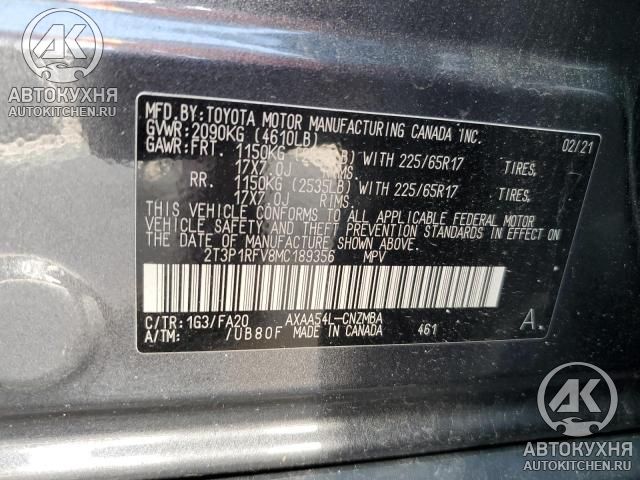 АК
АВТОКУХНЯ
AUTOKITCHEN.RU
MFD.BY:TOYOTA MOTOR MANUFACTURING CANADA INC.
GVWR:2090KG (4610LB) 02/21
GAWR:FRT. 1150KG LB) WITH 225/65R17 TIRES,
17X7.0J RIMS
RR. 1150KG (2535LB) WITH 225/65R17 TIRES,
17X7.0J RIMS
THIS VEHICLE CONFORMS TO ALL APPLICABLE FEDERAL MOTOR
VEHICLE SAFETY AND THEFT PREVENTION STANDARDS IN EFFECT
ON THE DATE OF MANUFACTURE SHOWN ABOVE.
2T3P1RFV8MC189356 MPV
C/TR:1G3/FA20 AXAA54L-CNZMBA
A/TM: /UB80F MADE IN CANADA 461 A.
АК
АВТОКУХНЯ
AUTOKITCHEN.RU